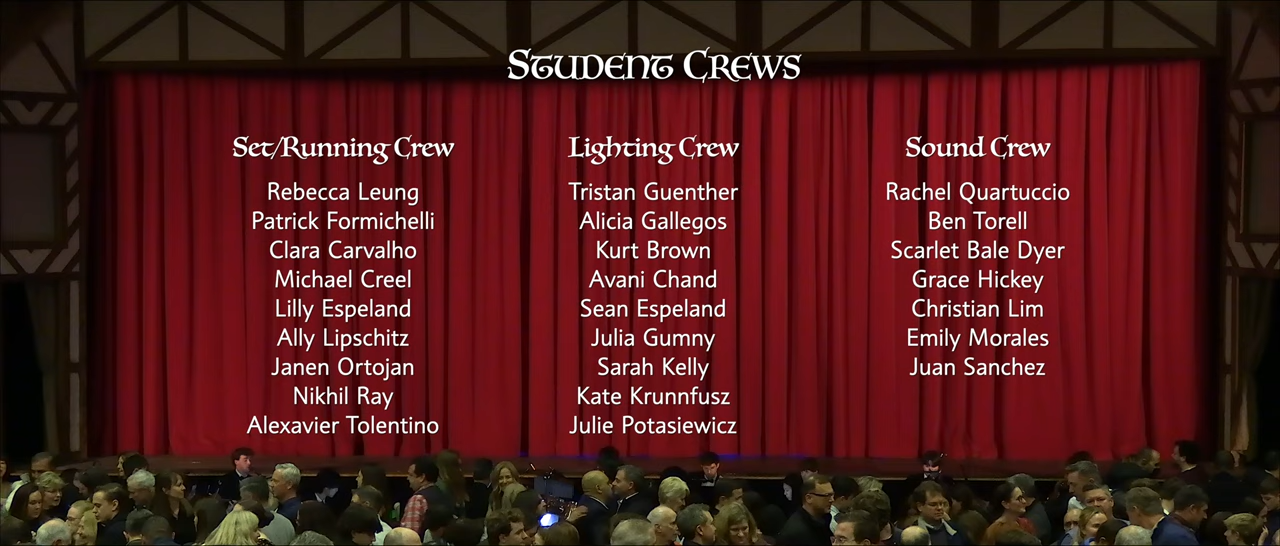 Student Crews
Set/Running Crew
Rebecca Leung
Patrick Formichelli
Clara Carvalho
Michael Creel
Lilly Espeland
Ally Lipschitz
Janen Ortojan
Nikhil Ray
Alexavier Tolentino
Lighting Crew
Tristan Guenther
Alicia Gallegos
Kurt Brown
Avani Chand
Sean Espeland
Julia Gumny
Sarah Kelly
Kate Krunnfusz
Julie Potasiewicz
Sound Crew
Rachel Quartuccio
Ben Torell
Scarlet Bale Dyer
Grace Hickey
Christian Lim
Emily Morales
Juan Sanchez